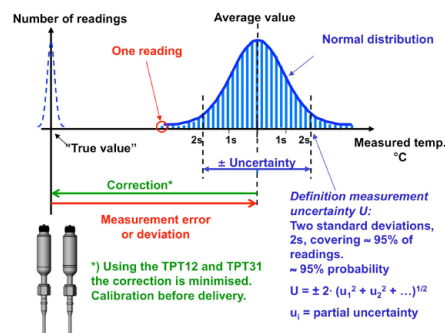 Number of readings
Average value
Normal distribution
One reading
2s
1s
1s
2s
Measured temp.
°C
"True value"
± Uncertainty
Correction*
Measurement error
or deviation
Definition measurement
uncertainty U:
Two standard deviations,
2s, covering ≈ 95% of
readings.
≈ 95% probability
U = ± 2· (u₁² + u₂² + …)¹/²
uᵢ = partial uncertainty
*) Using the TPT12 and TPT31
the correction is minimised.
Calibration before delivery.